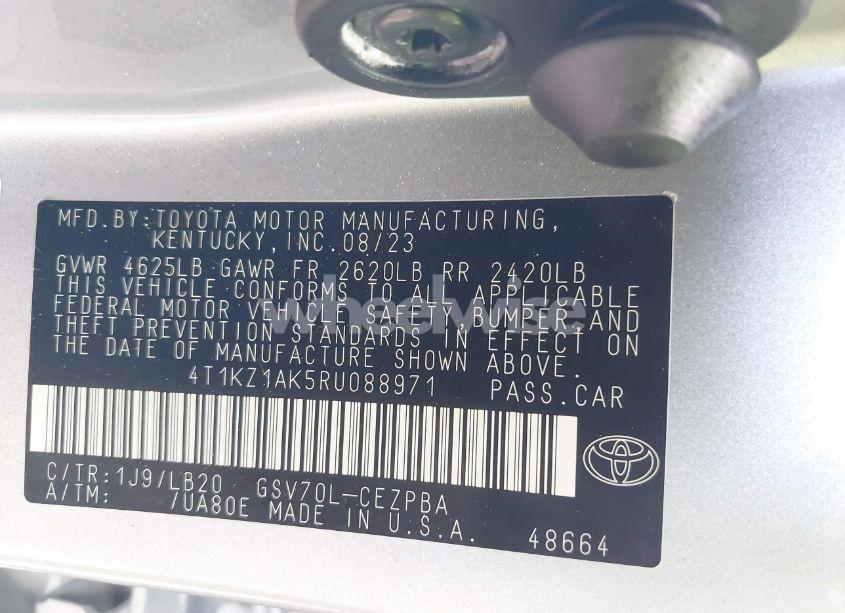 MFD.BY:TOYOTA MOTOR MANUFACTURING,
KENTUCKY,INC.08/23
GVWR 4625LB GAWR FR 2620LB RR 2420LB
THIS VEHICLE CONFORMS TO ALL APPLICABLE
FEDERAL MOTOR VEHICLE SAFETY BUMPER AND
THEFT PREVENTION STANDARDS IN EFFECT ON
THE DATE OF MANUFACTURE SHOWN ABOVE.
4T1KZ1AK5RU088971 PASS.CAR
C/TR:1J9/LB20 GSV70L-CEZPBA
A/TM: /UA80E MADE IN U.S.A.
48664
wheelwise